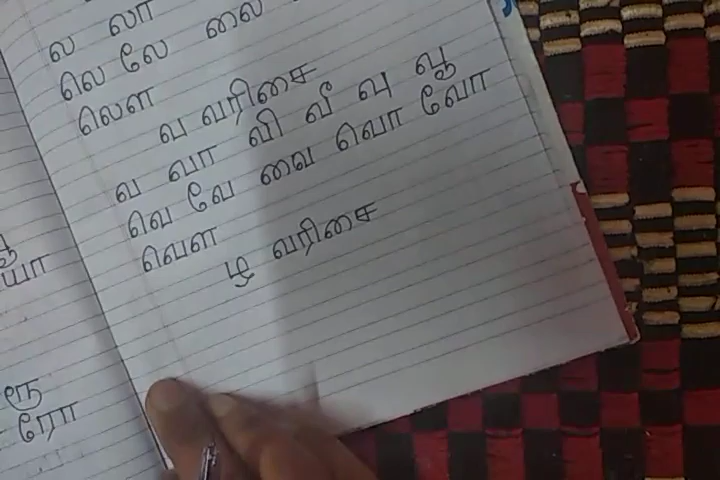 ல லா
லெ லே லை
லௌ
வ வரிசை
வ வா வி வீ வு வூ
வெ வே வை வொ வோ
வௌ
ழ வரிசை
யா
ரூ
ரோ